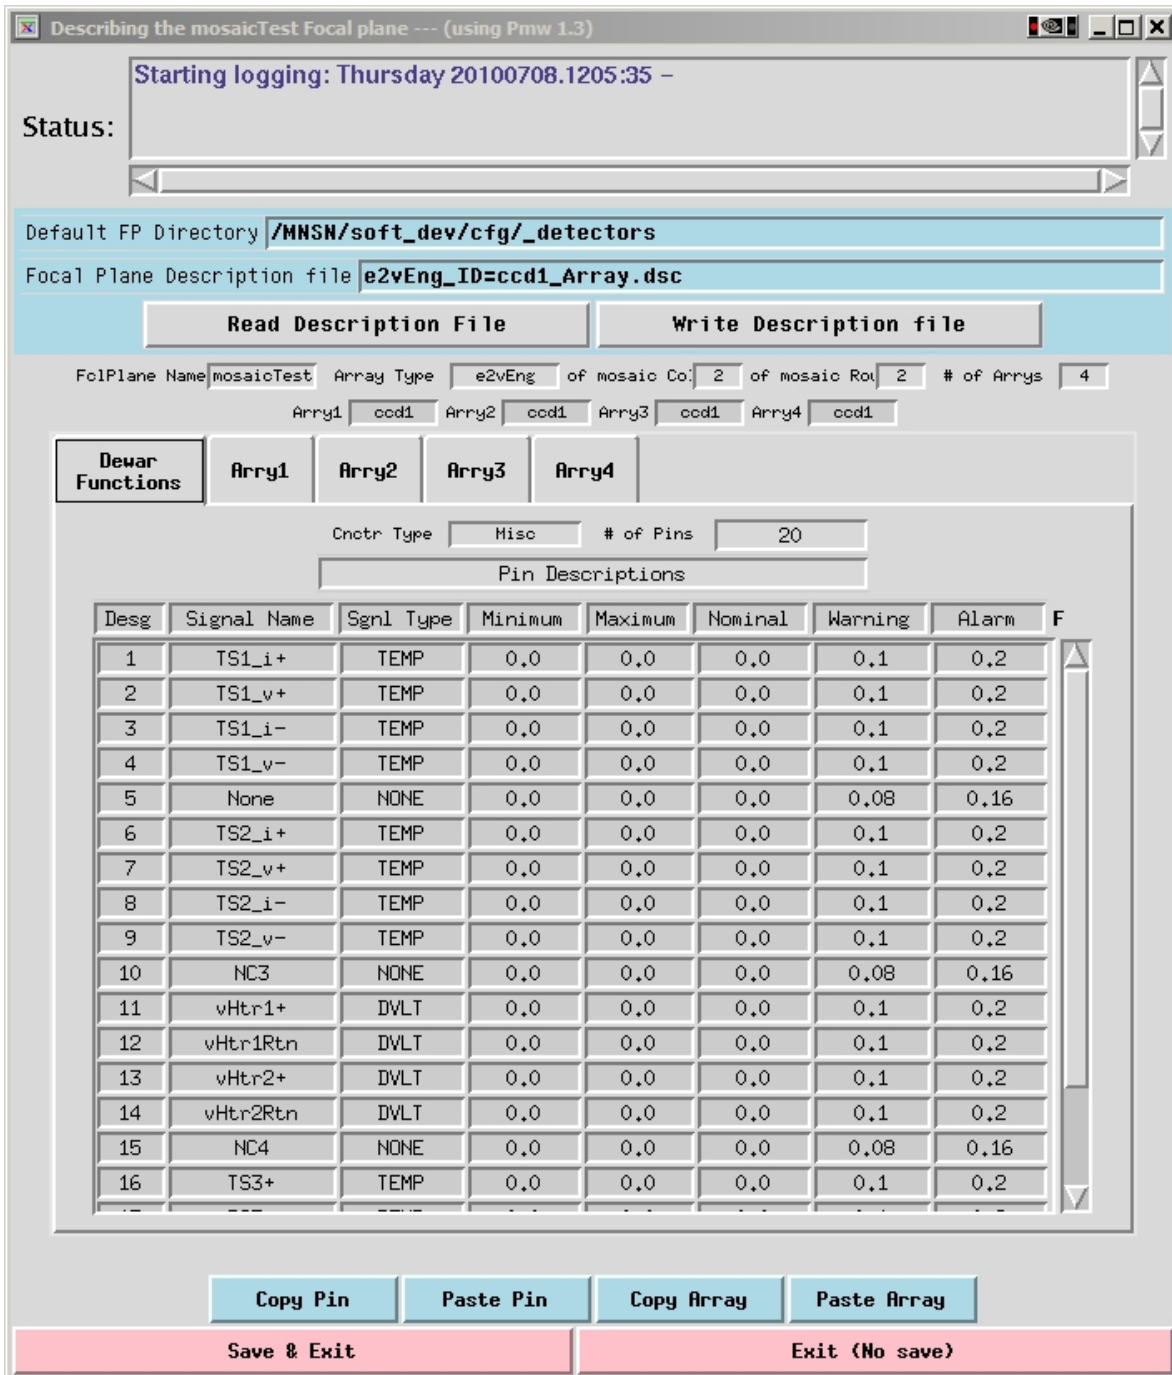 Describing the mosaicTest Focal plane --- (using Pmw 1.3)
Starting logging: Thursday 20100708.1205:35 –
Status:
Default FP Directory /MNSN/soft_dev/cfg/_detectors
Focal Plane Description file e2vEng_ID=ccd1_Array.dsc
Read Description File Write Description file
FclPlane Name mosaicTest Array Type e2vEng of mosaic Col 2 of mosaic Rou 2 # of Arrys 4
Arry1 ccd1 Arry2 ccd1 Arry3 ccd1 Arry4 ccd1
Dewar Functions Arry1 Arry2 Arry3 Arry4
Cnctr Type Misc # of Pins 20
Pin Descriptions
Desg Signal Name Sgnl Type Minimum Maximum Nominal Warning Alarm F
1 TS1_i+ TEMP 0.0 0.0 0.0 0.1 0.2
2 TS1_v+ TEMP 0.0 0.0 0.0 0.1 0.2
3 TS1_i- TEMP 0.0 0.0 0.0 0.1 0.2
4 TS1_v- TEMP 0.0 0.0 0.0 0.1 0.2
5 None NONE 0.0 0.0 0.0 0.08 0.16
6 TS2_i+ TEMP 0.0 0.0 0.0 0.1 0.2
7 TS2_v+ TEMP 0.0 0.0 0.0 0.1 0.2
8 TS2_i- TEMP 0.0 0.0 0.0 0.1 0.2
9 TS2_v- TEMP 0.0 0.0 0.0 0.1 0.2
10 NC3 NONE 0.0 0.0 0.0 0.08 0.16
11 vHtr1+ DVLT 0.0 0.0 0.0 0.1 0.2
12 vHtr1Rtn DVLT 0.0 0.0 0.0 0.1 0.2
13 vHtr2+ DVLT 0.0 0.0 0.0 0.1 0.2
14 vHtr2Rtn DVLT 0.0 0.0 0.0 0.1 0.2
15 NC4 NONE 0.0 0.0 0.0 0.08 0.16
16 TS3+ TEMP 0.0 0.0 0.0 0.1 0.2
Copy Pin Paste Pin Copy Array Paste Array
Save & Exit Exit (No save)